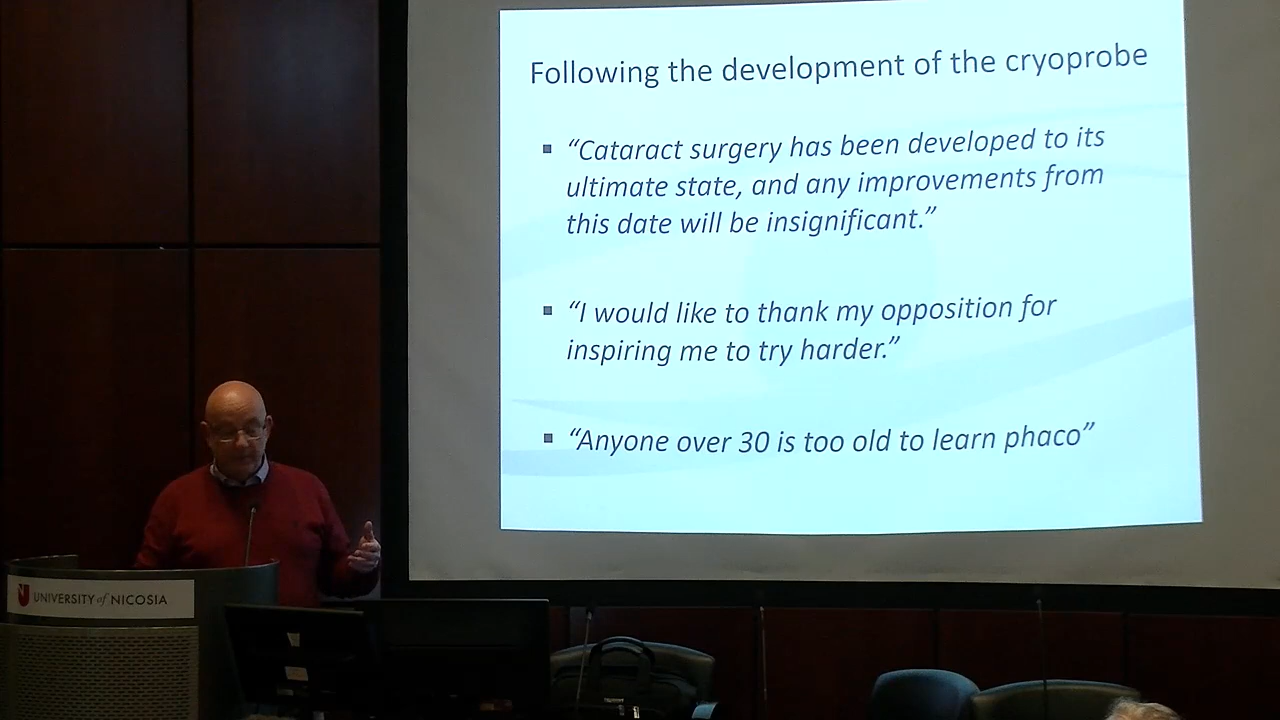 Following the development of the cryoprobe
“Cataract surgery has been developed to its
ultimate state, and any improvements from
this date will be insignificant.”
“I would like to thank my opposition for
inspiring me to try harder.”
“Anyone over 30 is too old to learn phaco”
UNIVERSITY of NICOSIA